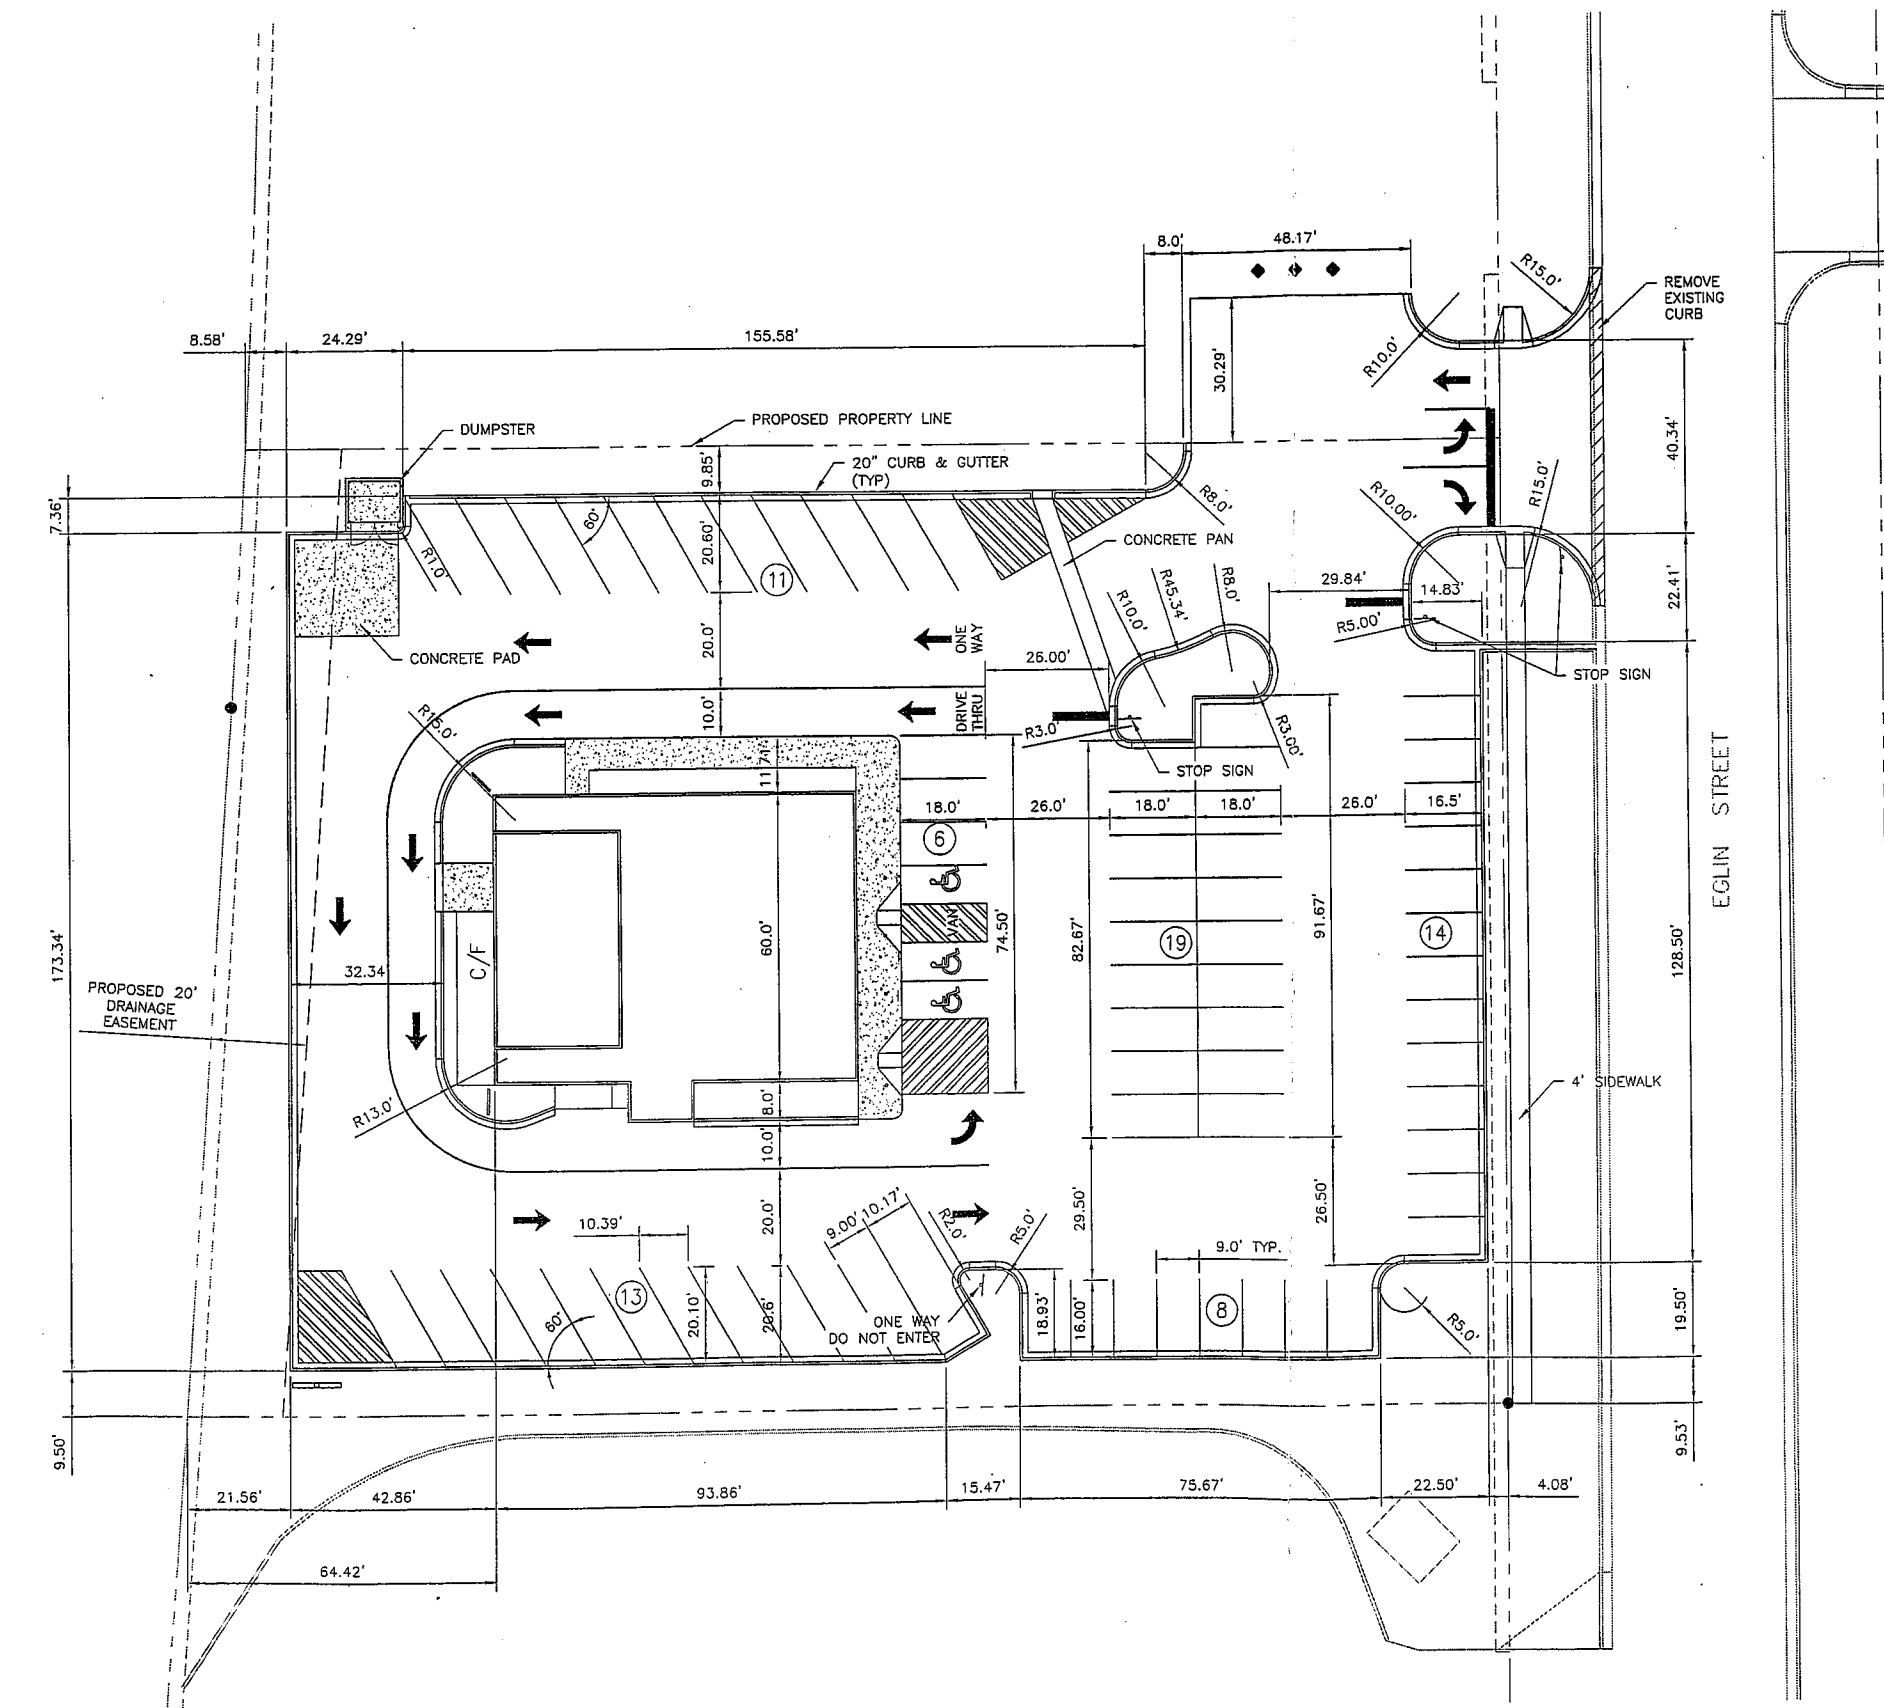 8.0'
48.17'
R15.0'
REMOVE
EXISTING
CURB
8.58'
24.29'
155.58'
R10.0'
30.29'
DUMPSTER
PROPOSED PROPERTY LINE
40.34'
9.85'
20" CURB & GUTTER
(TYP)
R8.0'
R10.00'
R15.0'
7.36'
60°
R1.0'
20.60'
11
CONCRETE PAN
R10.0'
R45.34'
R8.0'
29.84'
14.83'
22.41'
R5.00'
CONCRETE PAD
20.0'
ONE
WAY
26.00'
STOP SIGN
R15.0'
10.0'
DRIVE
THRU
R3.0'
R3.00'
STOP SIGN
11.71
18.0'
26.0'
18.0'
18.0'
26.0'
16.5'
6
EGLIN STREET
VAN
74.50'
82.67'
19
91.67'
14
128.50'
60.0'
C/F
32.34
173.34'
PROPOSED 20'
DRAINAGE
EASEMENT
4' SIDEWALK
R13.0'
8.0'
10.0'
20.0'
10.39'
9.00'
10.17'
R2.0'
R5.0'
29.50'
26.50'
9.0' TYP.
13
60°
20.10'
20.6'
ONE WAY
DO NOT ENTER
18.93'
16.00'
8
R5.0'
19.50'
9.50'
9.53'
21.56'
42.86'
93.86'
15.47'
75.67'
22.50'
4.08'
64.42'